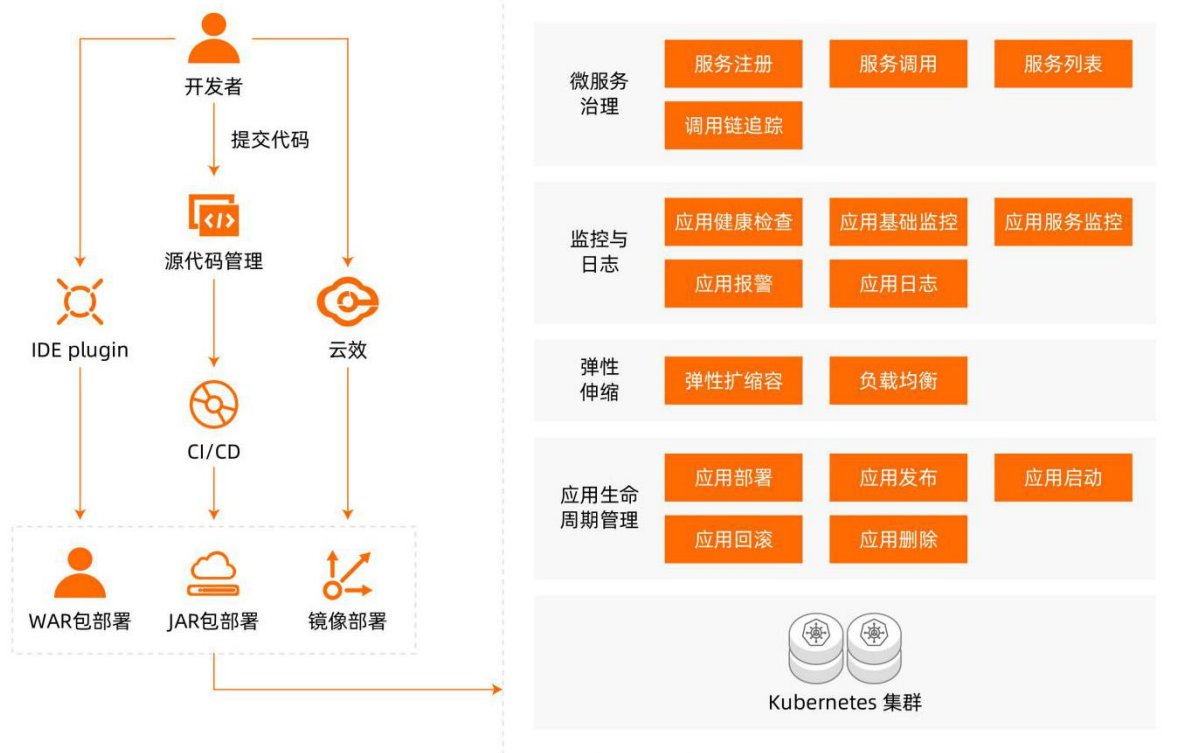 开发者
提交代码
源代码管理
IDE plugin
云效
CI/CD
WAR包部署
JAR包部署
镜像部署
微服务
治理
服务注册
服务调用
服务列表
调用链追踪
监控与
日志
应用健康检查
应用基础监控
应用服务监控
应用报警
应用日志
弹性
伸缩
弹性扩缩容
负载均衡
应用生命
周期管理
应用部署
应用发布
应用启动
应用回滚
应用删除
Kubernetes 集群